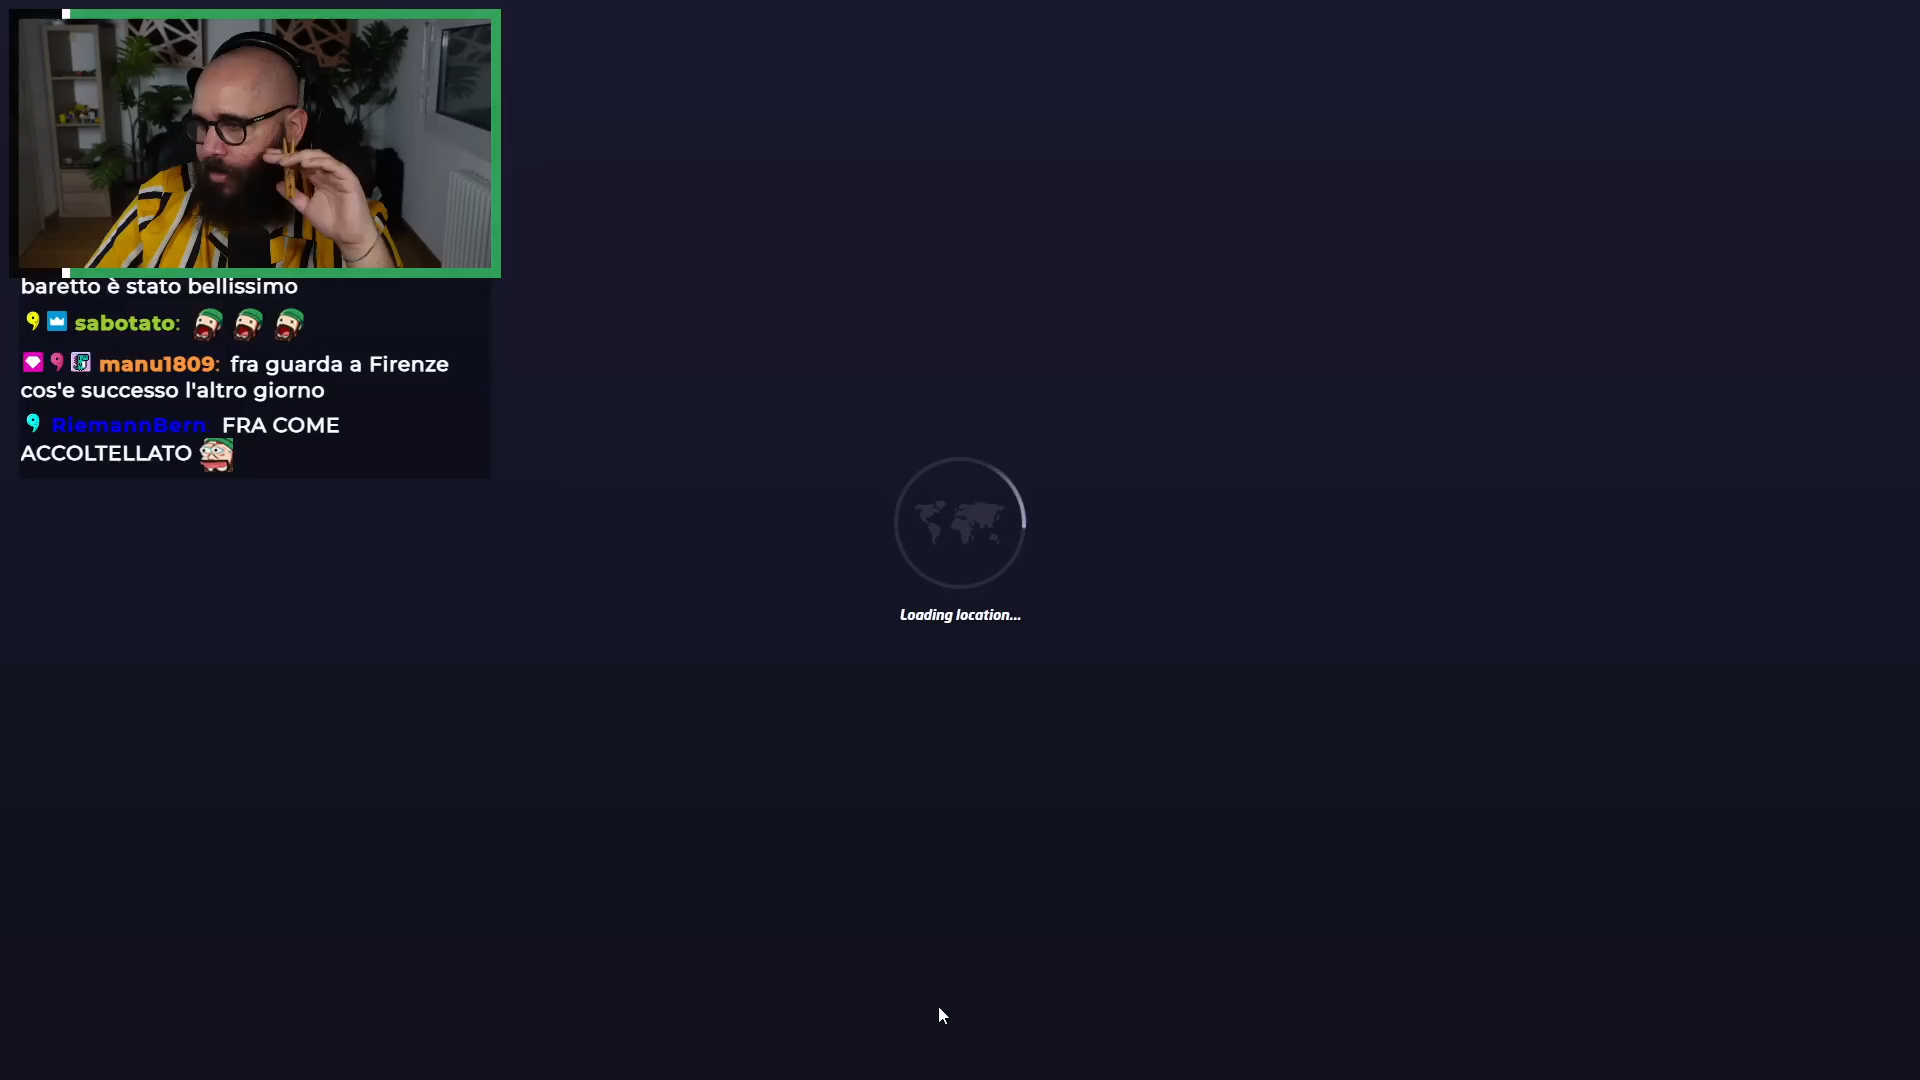 baretto è stato bellissimo
sabotato:
manu1809: fra guarda a Firenze
cos'e successo l'altro giorno
RiemannBern: FRA COME
ACCOLTELLATO
Loading location...